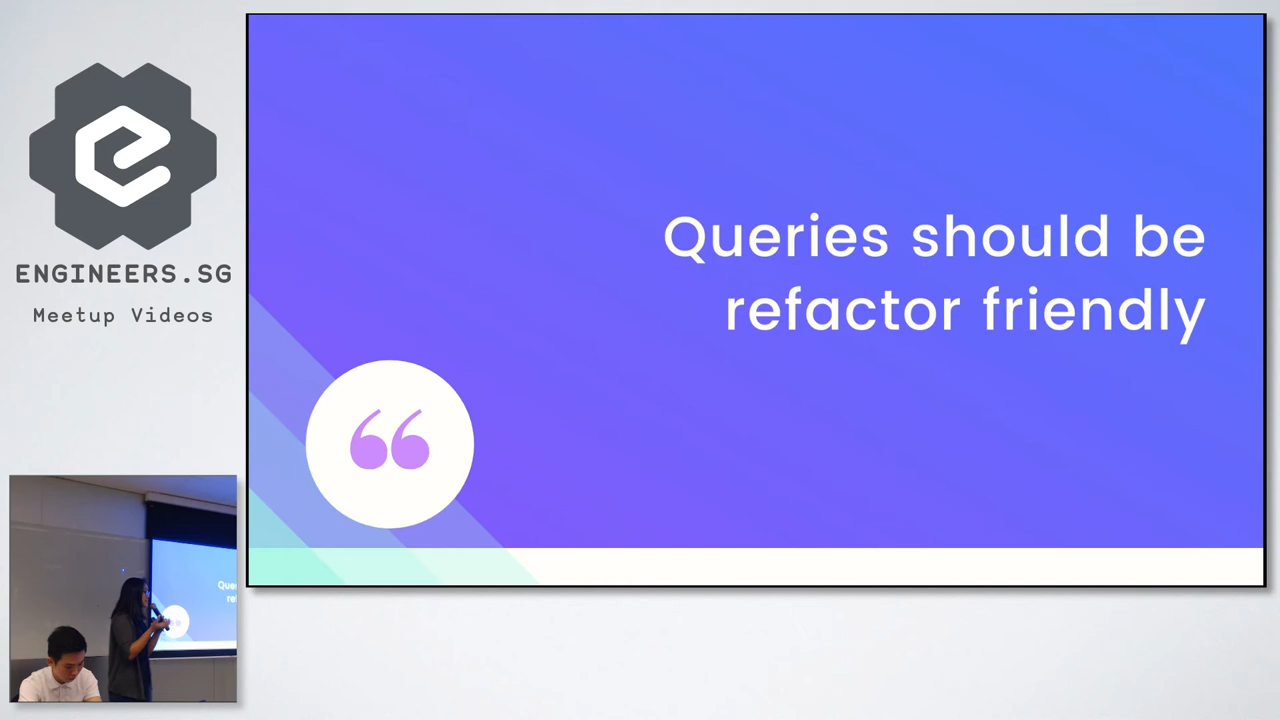 ENGINEERS.SG
Meetup Videos
Queries should be
refactor friendly